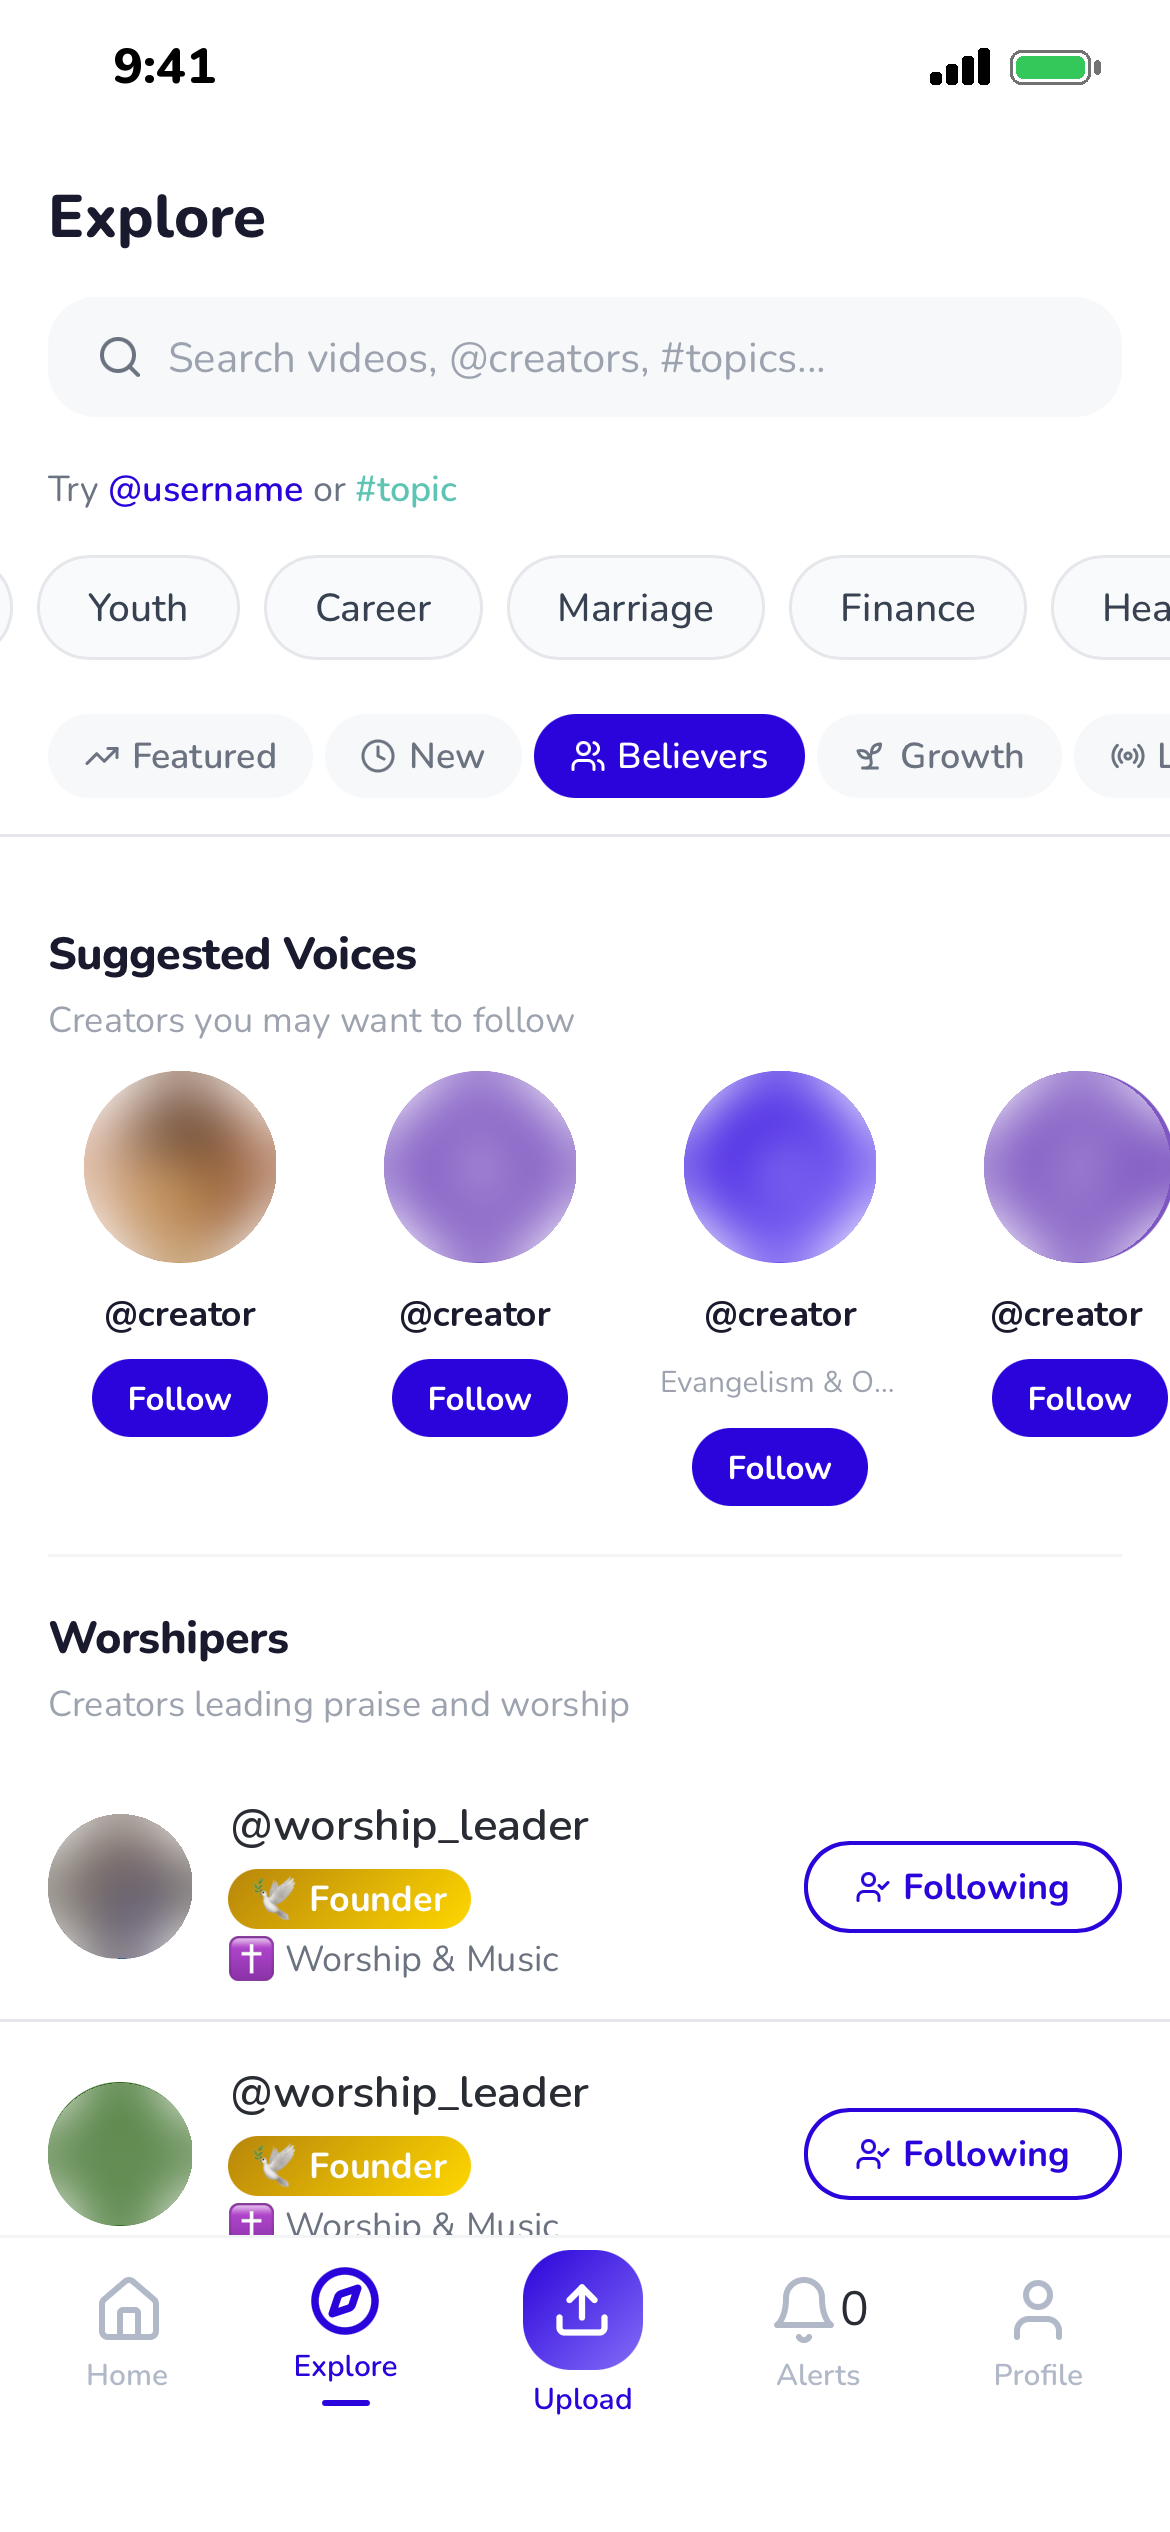 9:41
Explore
Search videos, @creators, #topics...
Try @username or #topic
Youth Career Marriage Finance Hea
Featured New Believers Growth L
Suggested Voices
Creators you may want to follow
@creator @creator @creator @creator
Follow Follow Evangelism & O... Follow
Follow
Worshipers
Creators leading praise and worship
@worship_leader
Founder
Following
Worship & Music
@worship_leader
Founder
Following
Worship & Music
0
Home Explore Upload Alerts Profile